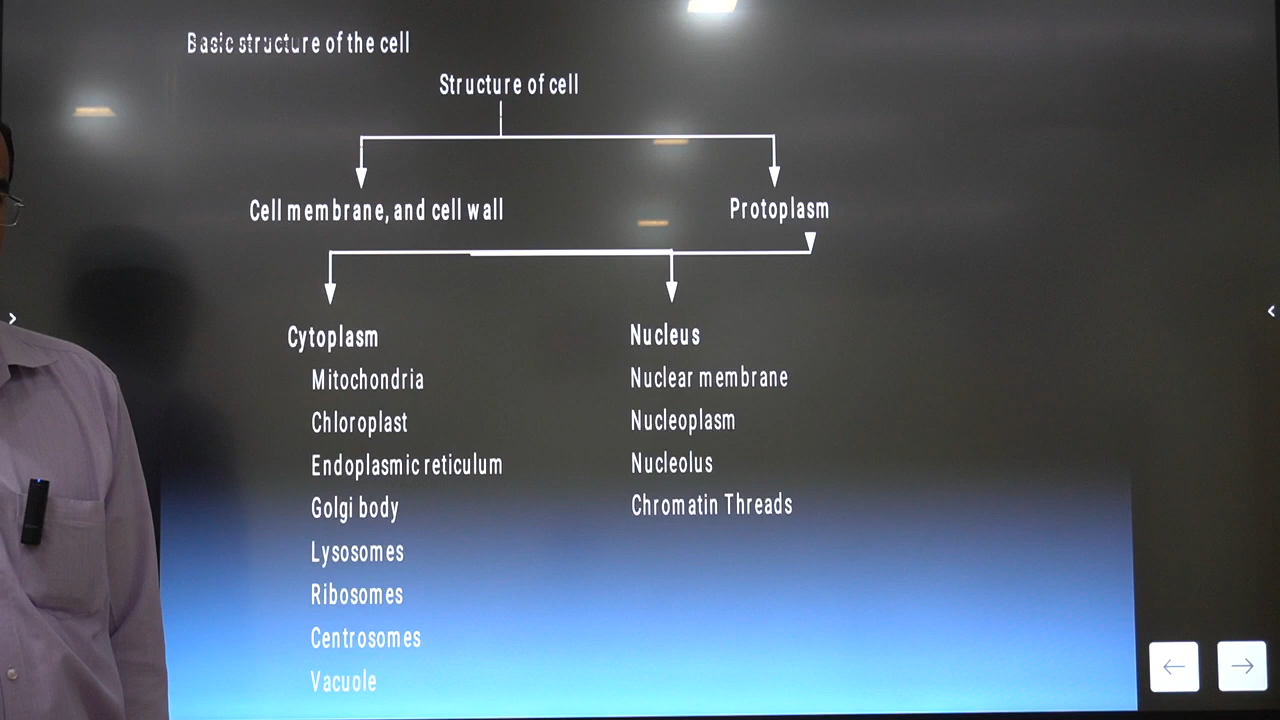 Basic structure of the cell
Structure of cell
Cell membrane, and cell wall
Protoplasm
Cytoplasm
Mitochondria
Chloroplast
Endoplasmic reticulum
Golgi body
Lysosomes
Ribosomes
Centrosomes
Vacuole
Nucleus
Nuclear membrane
Nucleoplasm
Nucleolus
Chromatin Threads